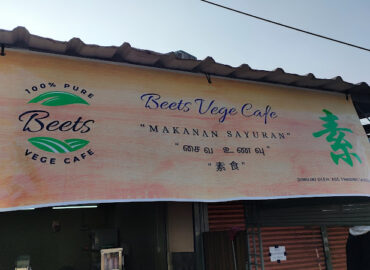 100% PURE
Beets
VEGE CAFE
Beets Vege Cafe
"MAKANAN SAYURAN"
"சைவ உணவு"
"素食"
素